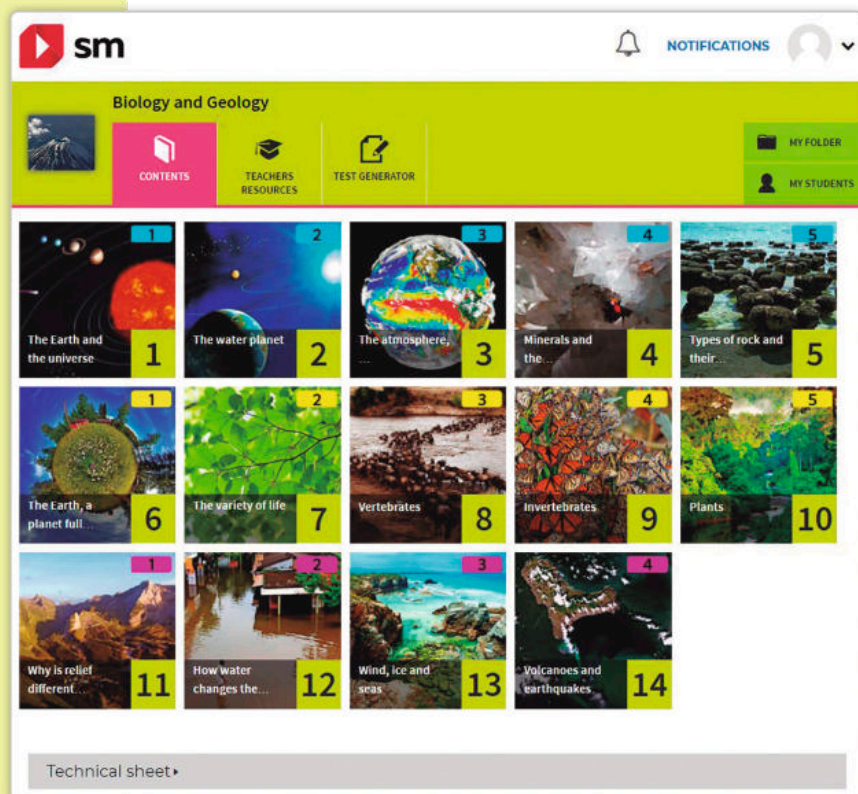 sm
NOTIFICATIONS
Biology and Geology
CONTENTS
TEACHERS
RESOURCES
TEST GENERATOR
MY FOLDER
MY STUDENTS
1
The Earth and
the universe
1
2
The water planet
2
3
The atmosphere,
...
3
4
Minerals and
the...
4
5
Types of rock and
their...
5
1
The Earth, a
planet full...
6
2
The variety of life
7
3
Vertebrates
8
4
Invertebrates
9
5
Plants
10
1
Why is relief
different...
11
2
How water
changes the...
12
3
Wind, ice and
seas
13
4
Volcanoes and
earthquakes
14
Technical sheet